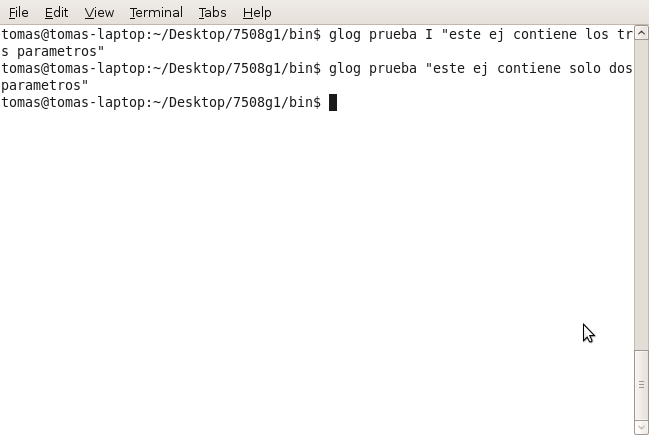 File Edit View Terminal Tabs Help
tomas@tomas-laptop:~/Desktop/7508g1/bin$ glog prueba I "este ej contiene los tr
s parametros"
tomas@tomas-laptop:~/Desktop/7508g1/bin$ glog prueba "este ej contiene solo dos
parametros"
tomas@tomas-laptop:~/Desktop/7508g1/bin$